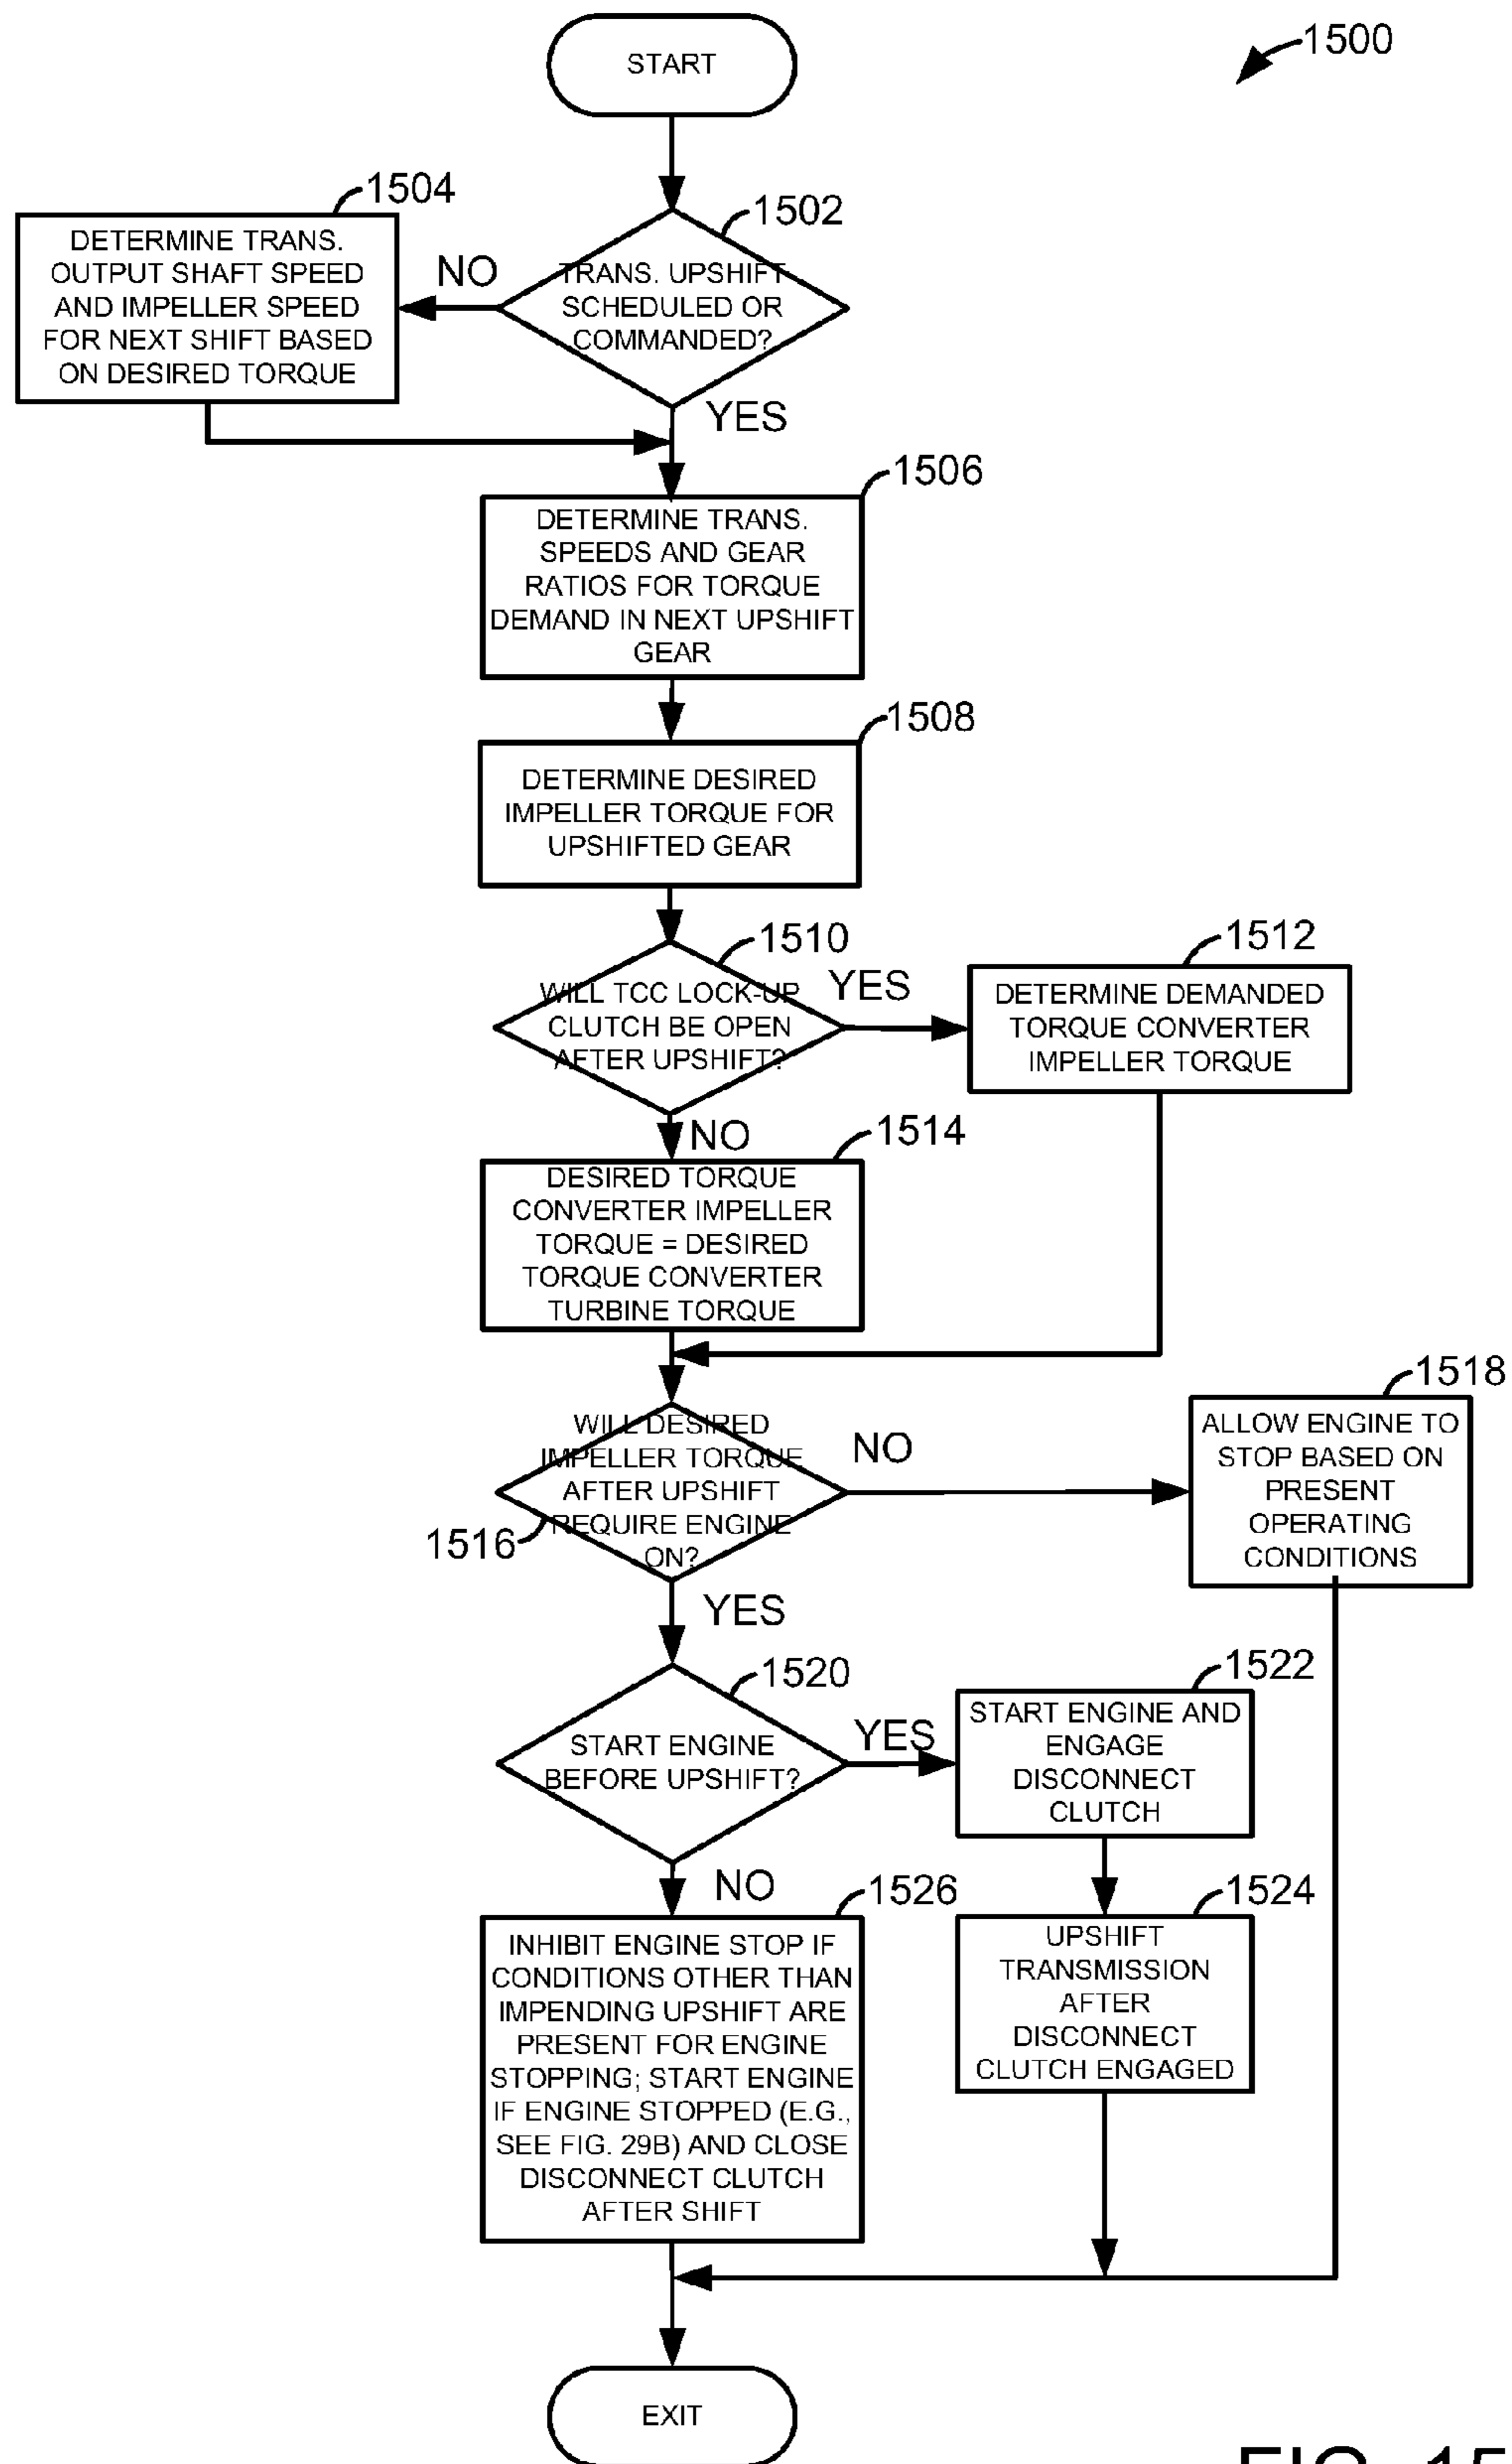 1500
START
1504
1502
DETERMINE TRANS.
OUTPUT SHAFT SPEED
AND IMPELLER SPEED
FOR NEXT SHIFT BASED
ON DESIRED TORQUE
NO
TRANS. UPSHIFT
SCHEDULED OR
COMMANDED?
YES
1506
DETERMINE TRANS.
SPEEDS AND GEAR
RATIOS FOR TORQUE
DEMAND IN NEXT UPSHIFT
GEAR
1508
DETERMINE DESIRED
IMPELLER TORQUE FOR
UPSHIFTED GEAR
1510
WILL TCC LOCK-UP
CLUTCH BE OPEN
AFTER UPSHIFT?
YES
1512
DETERMINE DEMANDED
TORQUE CONVERTER
IMPELLER TORQUE
NO
1514
DESIRED TORQUE
CONVERTER IMPELLER
TORQUE = DESIRED
TORQUE CONVERTER
TURBINE TORQUE
1516
WILL DESIRED
IMPELLER TORQUE
AFTER UPSHIFT
REQUIRE ENGINE
ON?
NO
1518
ALLOW ENGINE TO
STOP BASED ON
PRESENT
OPERATING
CONDITIONS
YES
1520
START ENGINE
BEFORE UPSHIFT?
YES
1522
START ENGINE AND
ENGAGE
DISCONNECT
CLUTCH
NO
1526
INHIBIT ENGINE STOP IF
CONDITIONS OTHER THAN
IMPENDING UPSHIFT ARE
PRESENT FOR ENGINE
STOPPING; START ENGINE
IF ENGINE STOPPED (E.G.,
SEE FIG. 29B) AND CLOSE
DISCONNECT CLUTCH
AFTER SHIFT
1524
UPSHIFT
TRANSMISSION
AFTER
DISCONNECT
CLUTCH ENGAGED
EXIT
FIG. 15